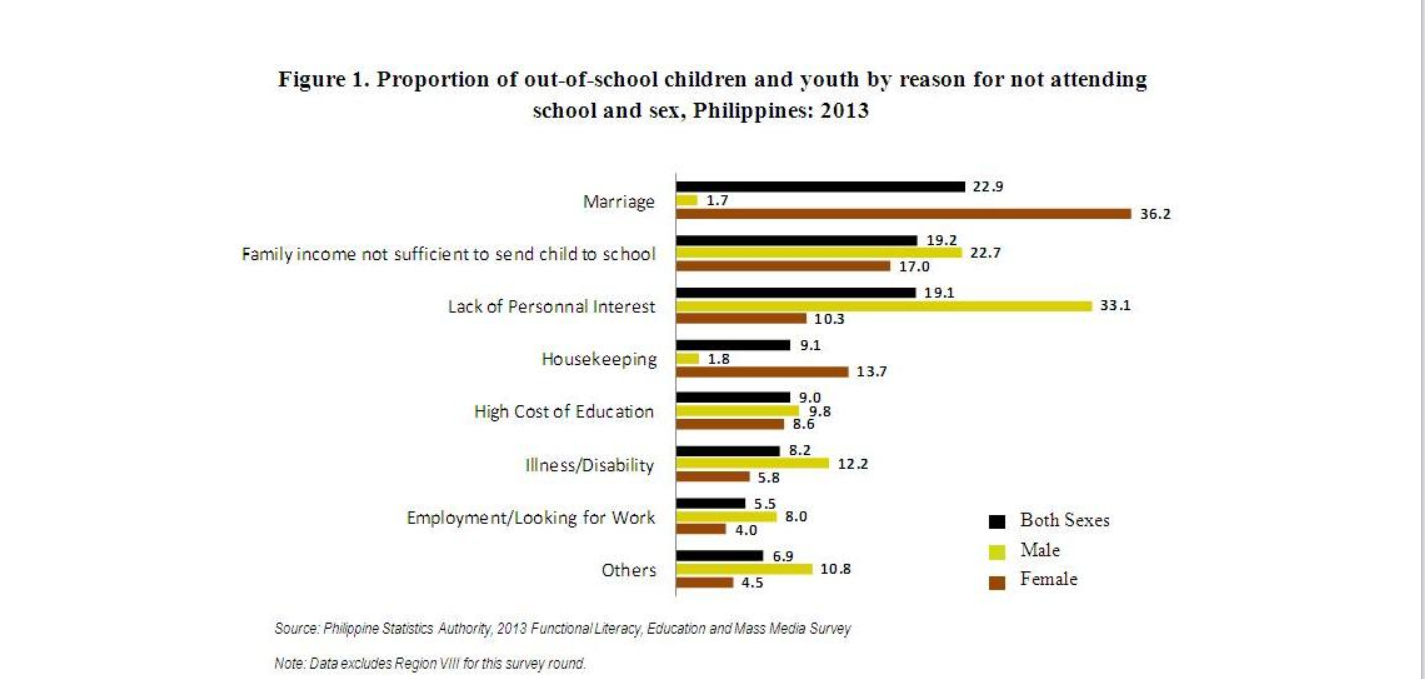 Figure 1. Proportion of out-of-school children and youth by reason for not attending
school and sex, Philippines: 2013
Marriage
22.9
1.7
36.2
Family income not sufficient to send child to school
19.2
22.7
17.0
Lack of Personnal Interest
19.1
33.1
10.3
Housekeeping
9.1
1.8
13.7
High Cost of Education
9.0
9.8
8.6
Illness/Disability
8.2
12.2
5.8
Employment/Looking for Work
5.5
8.0
4.0
Others
6.9
10.8
4.5
Both Sexes
Male
Female
Source: Philippine Statistics Authority, 2013 Functional Literacy, Education and Mass Media Survey
Note: Data excludes Region VIII for this survey round.